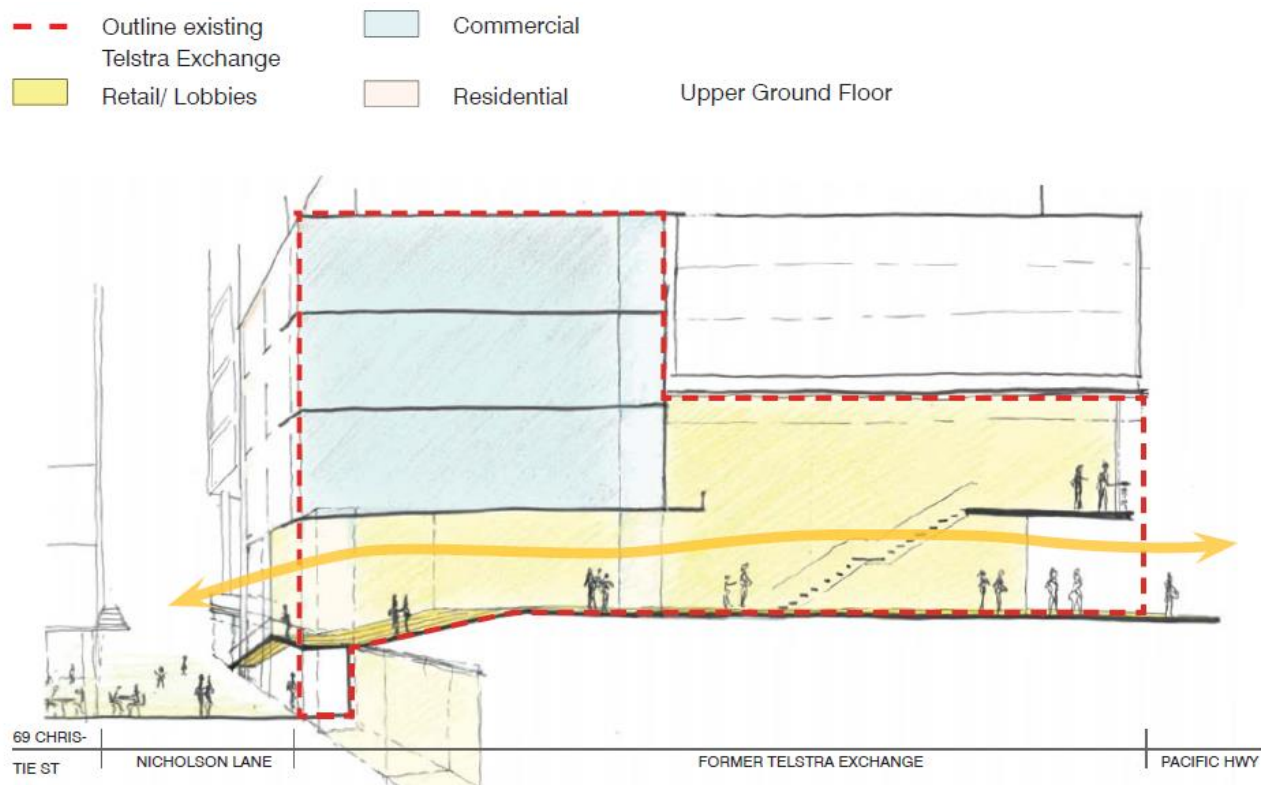 Outline existing
Telstra Exchange
Commercial
Retail/ Lobbies
Residential
Upper Ground Floor
69 CHRIS-
TIE ST
NICHOLSON LANE
FORMER TELSTRA EXCHANGE
PACIFIC HWY